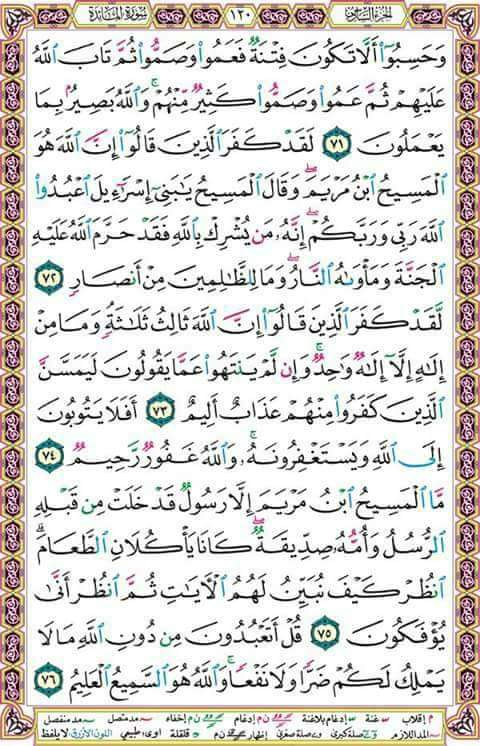 الجزء السادس ١٢٠ سورة المائدة
وَحَسِبُوٓا۟ أَلَّا تَكُونَ فِتْنَةٌ فَعَمُوا۟ وَصَمُّوا۟ ثُمَّ تَابَ ٱللَّهُ
عَلَيْهِمْ ثُمَّ عَمُوا۟ وَصَمُّوا۟ كَثِيرٌ مِّنْهُمْ ۚ وَٱللَّهُ بَصِيرٌۢ بِمَا
يَعْمَلُونَ ٧١ لَقَدْ كَفَرَ ٱلَّذِينَ قَالُوٓا۟ إِنَّ ٱللَّهَ هُوَ
ٱلْمَسِيحُ ٱبْنُ مَرْيَمَ ۖ وَقَالَ ٱلْمَسِيحُ يَـٰبَنِىٓ إِسْرَٰٓءِيلَ ٱعْبُدُوا۟
ٱللَّهَ رَبِّى وَرَبَّكُمْ ۖ إِنَّهُۥ مَن يُشْرِكْ بِٱللَّهِ فَقَدْ حَرَّمَ ٱللَّهُ عَلَيْهِ
ٱلْجَنَّةَ وَمَأْوَىٰهُ ٱلنَّارُ ۖ وَمَا لِلظَّـٰلِمِينَ مِنْ أَنصَارٍ ٧٢
لَّقَدْ كَفَرَ ٱلَّذِينَ قَالُوٓا۟ إِنَّ ٱللَّهَ ثَالِثُ ثَلَـٰثَةٍ ۘ وَمَا مِنْ
إِلَـٰهٍ إِلَّآ إِلَـٰهٌ وَٰحِدٌ ۚ وَإِن لَّمْ يَنتَهُوا۟ عَمَّا يَقُولُونَ لَيَمَسَّنَّ
ٱلَّذِينَ كَفَرُوا۟ مِنْهُمْ عَذَابٌ أَلِيمٌ ٧٣ أَفَلَا يَتُوبُونَ
إِلَى ٱللَّهِ وَيَسْتَغْفِرُونَهُۥ ۚ وَٱللَّهُ غَفُورٌ رَّحِيمٌ ٧٤
مَّا ٱلْمَسِيحُ ٱبْنُ مَرْيَمَ إِلَّا رَسُولٌ قَدْ خَلَتْ مِن قَبْلِهِ
ٱلرُّسُلُ وَأُمُّهُۥ صِدِّيقَةٌ ۖ كَانَا يَأْكُلَانِ ٱلطَّعَامَ ۗ
ٱنظُرْ كَيْفَ نُبَيِّنُ لَهُمُ ٱلْـَٔايَـٰتِ ثُمَّ ٱنظُرْ أَنَّىٰ
يُؤْفَكُونَ ٧٥ قُلْ أَتَعْبُدُونَ مِن دُونِ ٱللَّهِ مَا لَا
يَمْلِكُ لَكُمْ ضَرًّا وَلَا نَفْعًا ۚ وَٱللَّهُ هُوَ ٱلسَّمِيعُ ٱلْعَلِيمُ ٧٦
م إقلاب غنة إدغام بلاغنة ن م إدغام ن م إخفاء مد متصل مد منفصل
المد اللازم صلة كبرى صلة صغرى إظهار ن م قلقلة طبيعي اللون الأزرق لا يلفظ